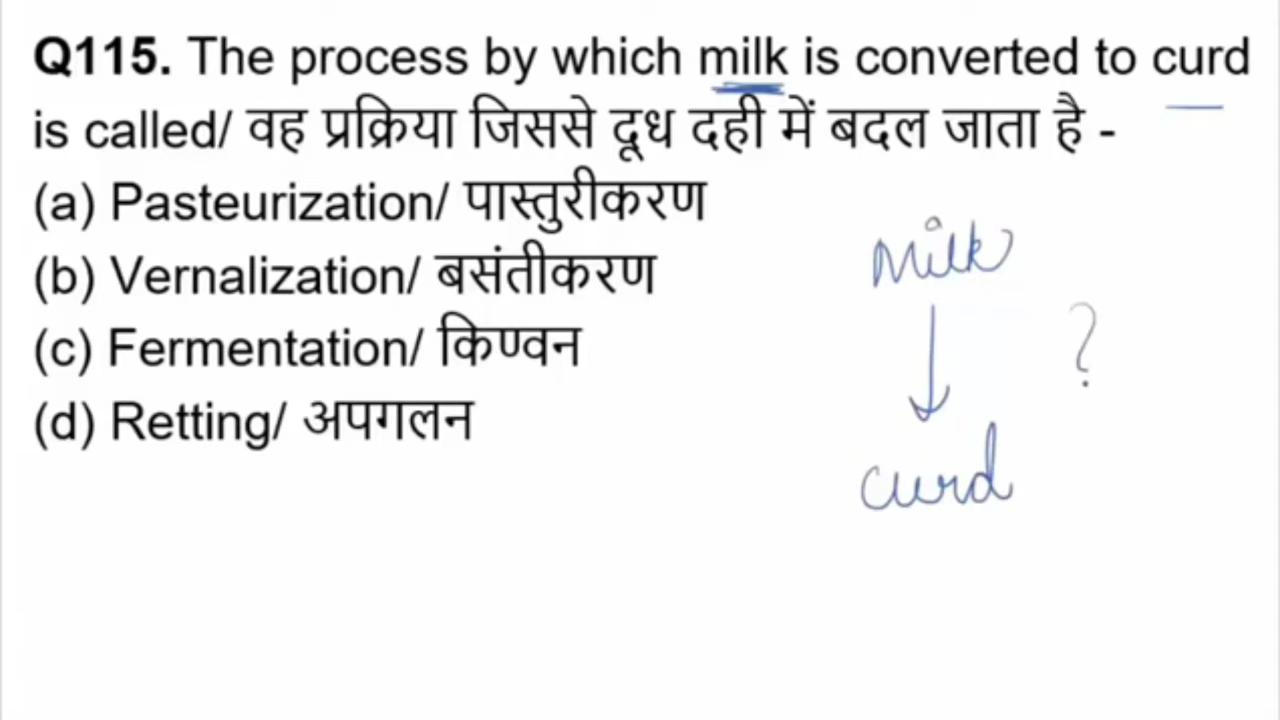 Q115. The process by which milk is converted to curd
is called/ वह प्रक्रिया जिससे दूध दही में बदल जाता है -
(a) Pasteurization/ पास्तुरीकरण
(b) Vernalization/ बसंतीकरण
(c) Fermentation/ किण्वन
(d) Retting/ अपगलन
Milk
?
curd